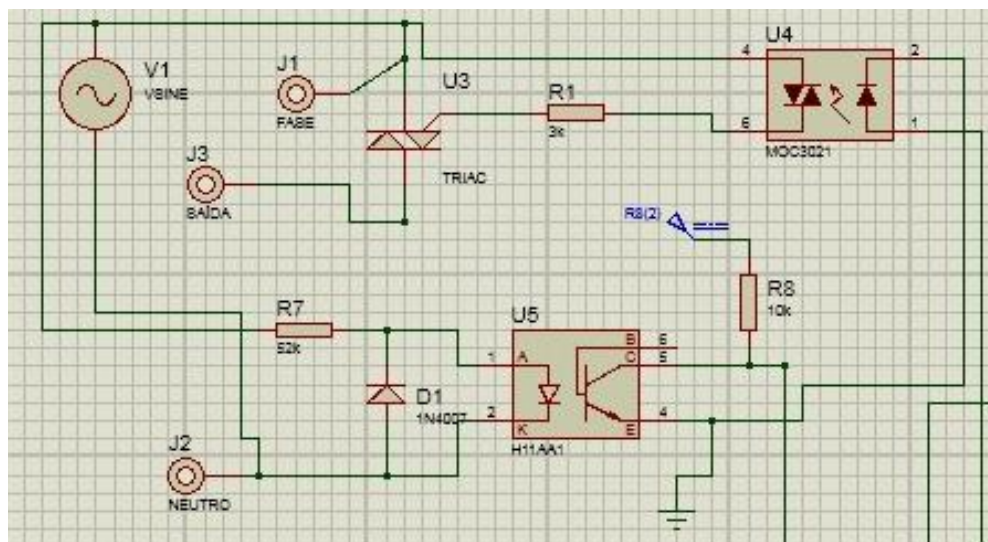 V1
VSINE
J1
FASE
U3
TRIAC
R1
3k
U4
4
6
2
1
MOC3021
J3
SAÍDA
R8(2)
R8
10k
R7
52k
D1
1N4007
U5
1
2
A
K
B
C
E
6
5
4
H11AA1
J2
NEUTRO